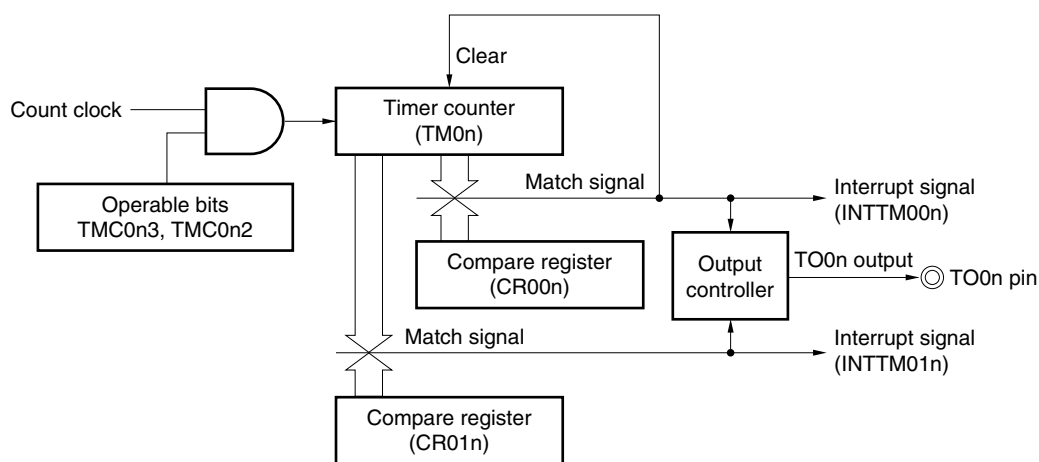 Clear
Count clock
Timer counter
(TM0n)
Operable bits
TMC0n3, TMC0n2
Match signal
Interrupt signal
(INTTM00n)
Compare register
(CR00n)
Output
controller
TO0n output
TO0n pin
Match signal
Interrupt signal
(INTTM01n)
Compare register
(CR01n)